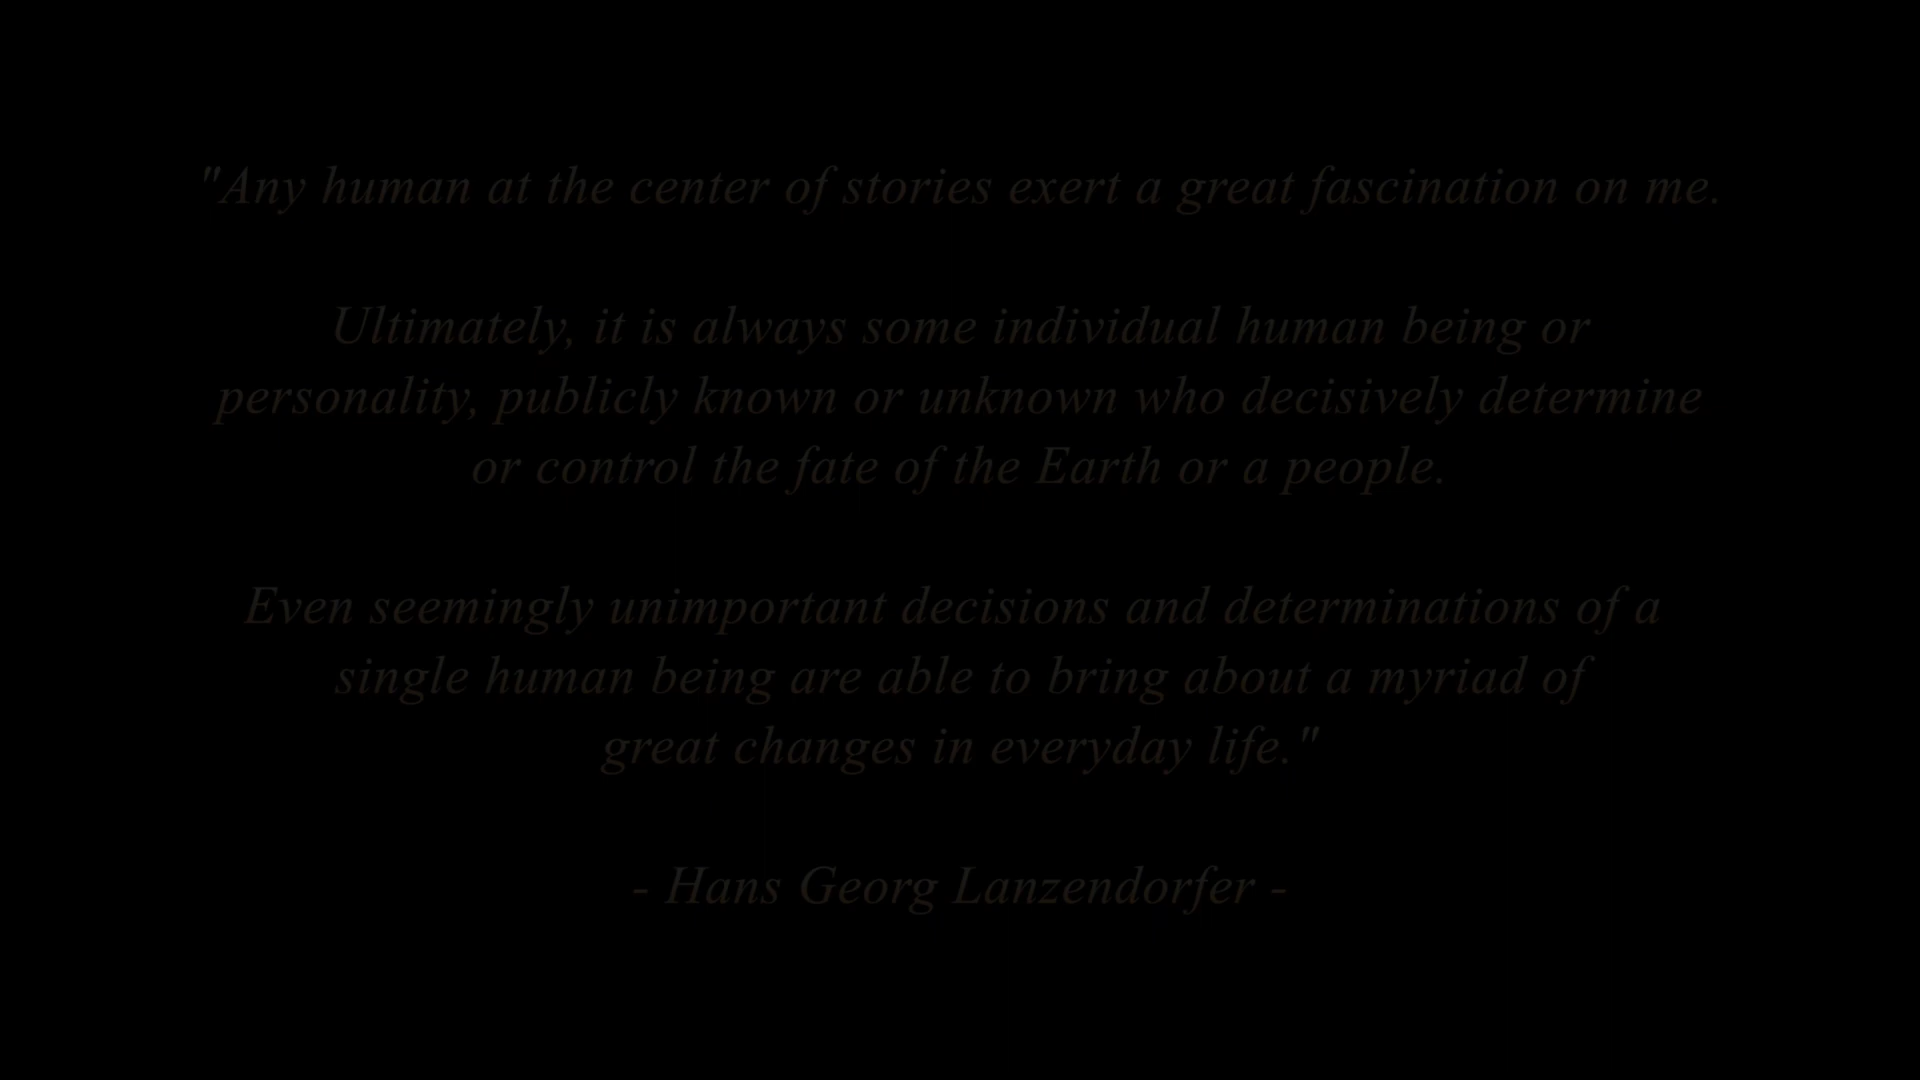 "Any human at the center of stories exert a great fascination on me.
Ultimately, it is always some individual human being or
personality, publicly known or unknown who decisively determine
or control the fate of the Earth or a people.
Even seemingly unimportant decisions and determinations of a
single human being are able to bring about a myriad of
great changes in everyday life."
- Hans Georg Lanzendorfer -